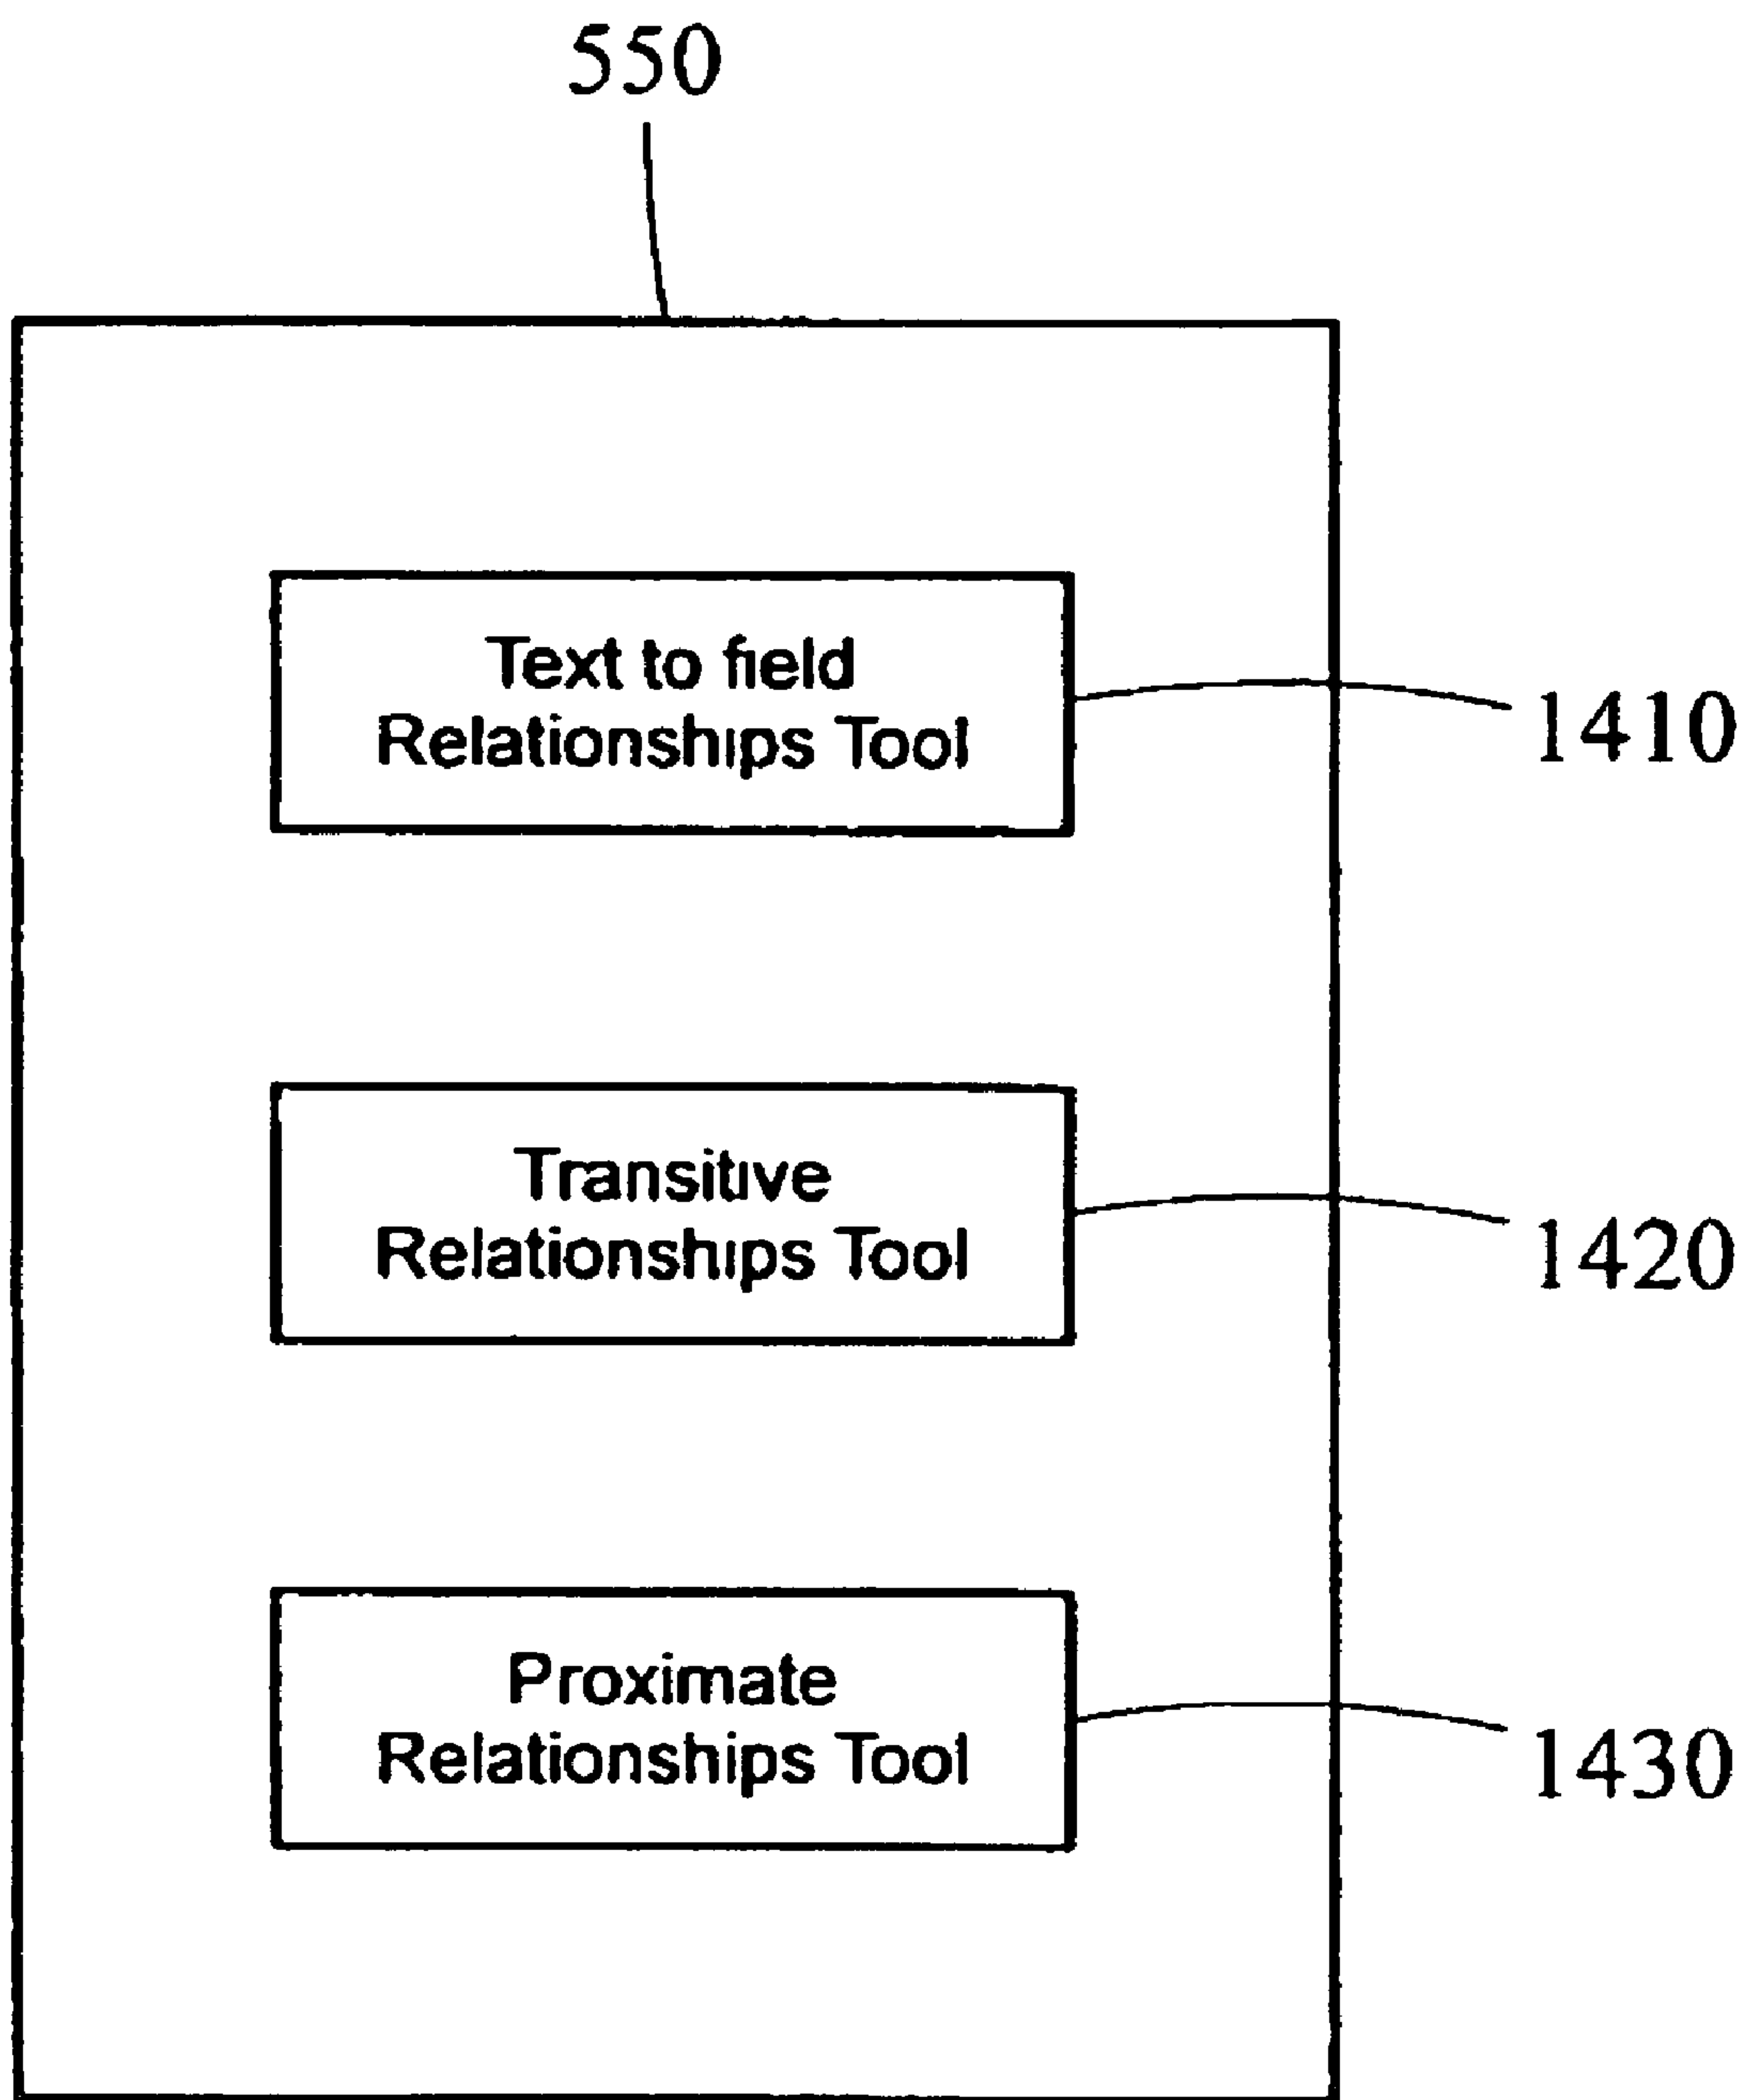 550
Text to field
Relationships Tool
1410
Transitive
Relationships Tool
1420
Proximate
Relationships Tool
1430